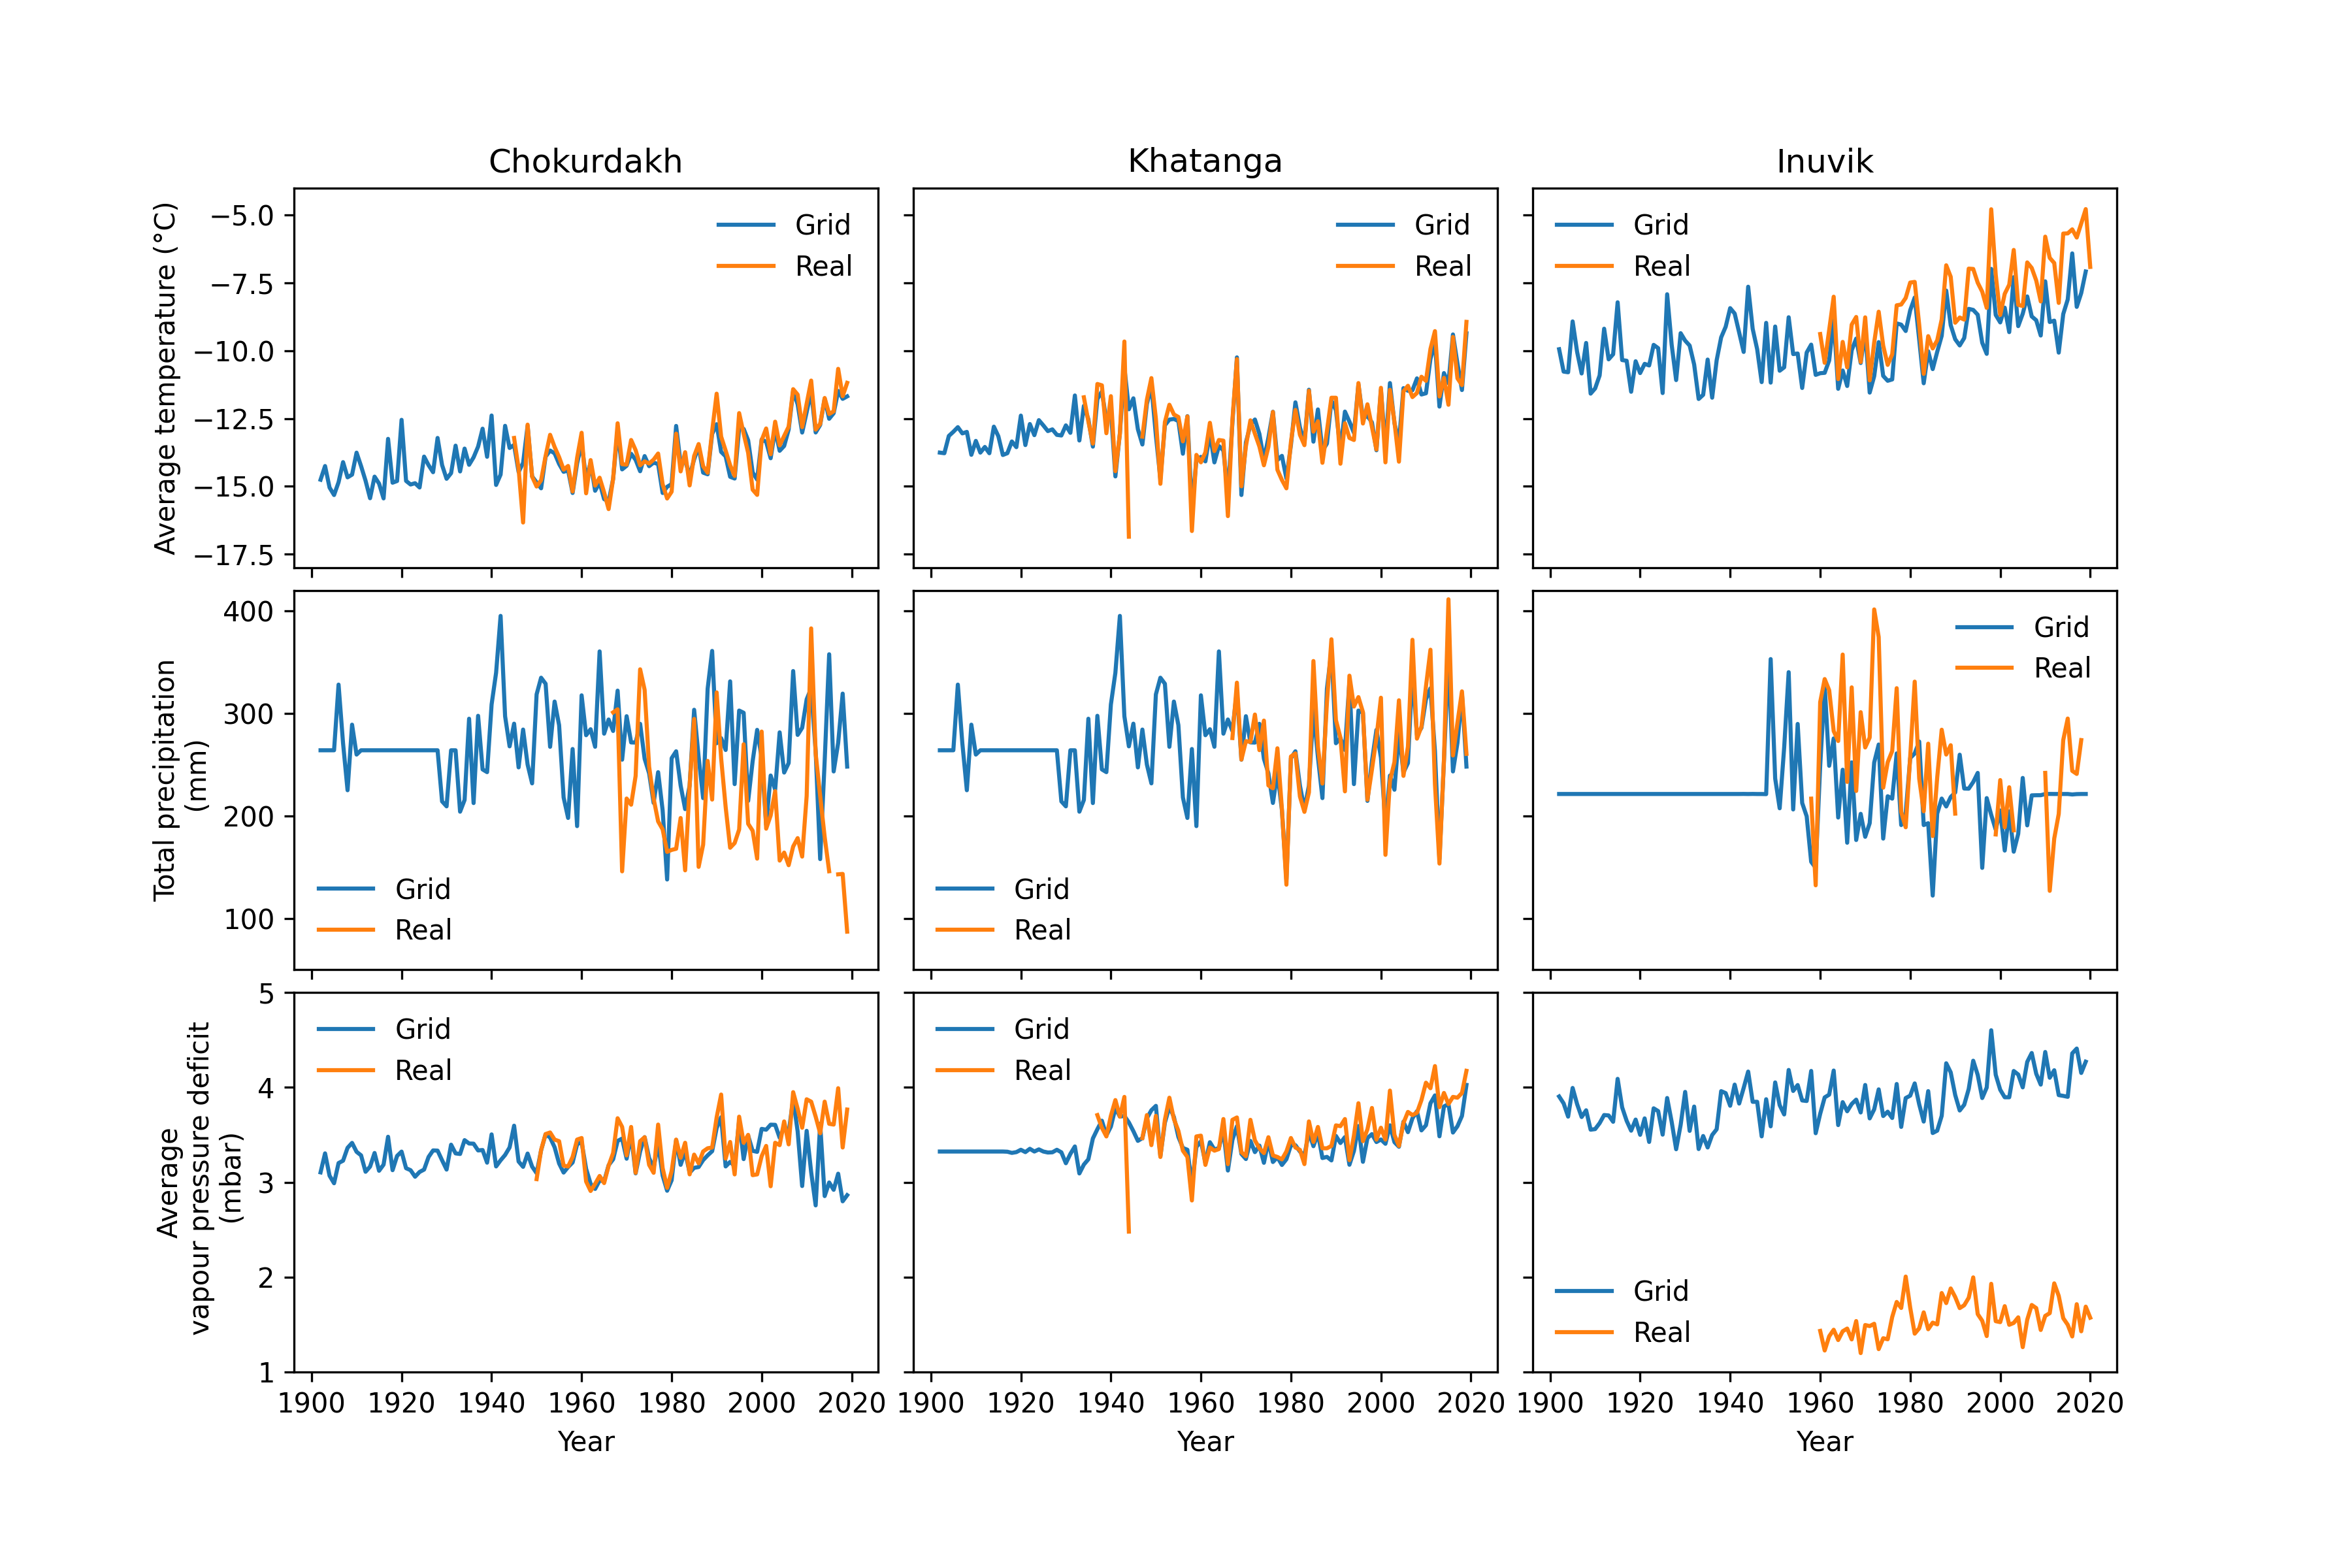 Chokurdakh
Khatanga
Inuvik
Average temperature (°C)
−5.0
−7.5
−10.0
−12.5
−15.0
−17.5
Grid
Real
Grid
Real
Grid
Real
Total precipitation
(mm)
400
300
200
100
Grid
Real
Grid
Real
Grid
Real
Average
vapour pressure deficit
(mbar)
5
4
3
2
1
Grid
Real
Grid
Real
Grid
Real
1900 1920 1940 1960 1980 2000 2020
1900 1920 1940 1960 1980 2000 2020
1900 1920 1940 1960 1980 2000 2020
Year
Year
Year